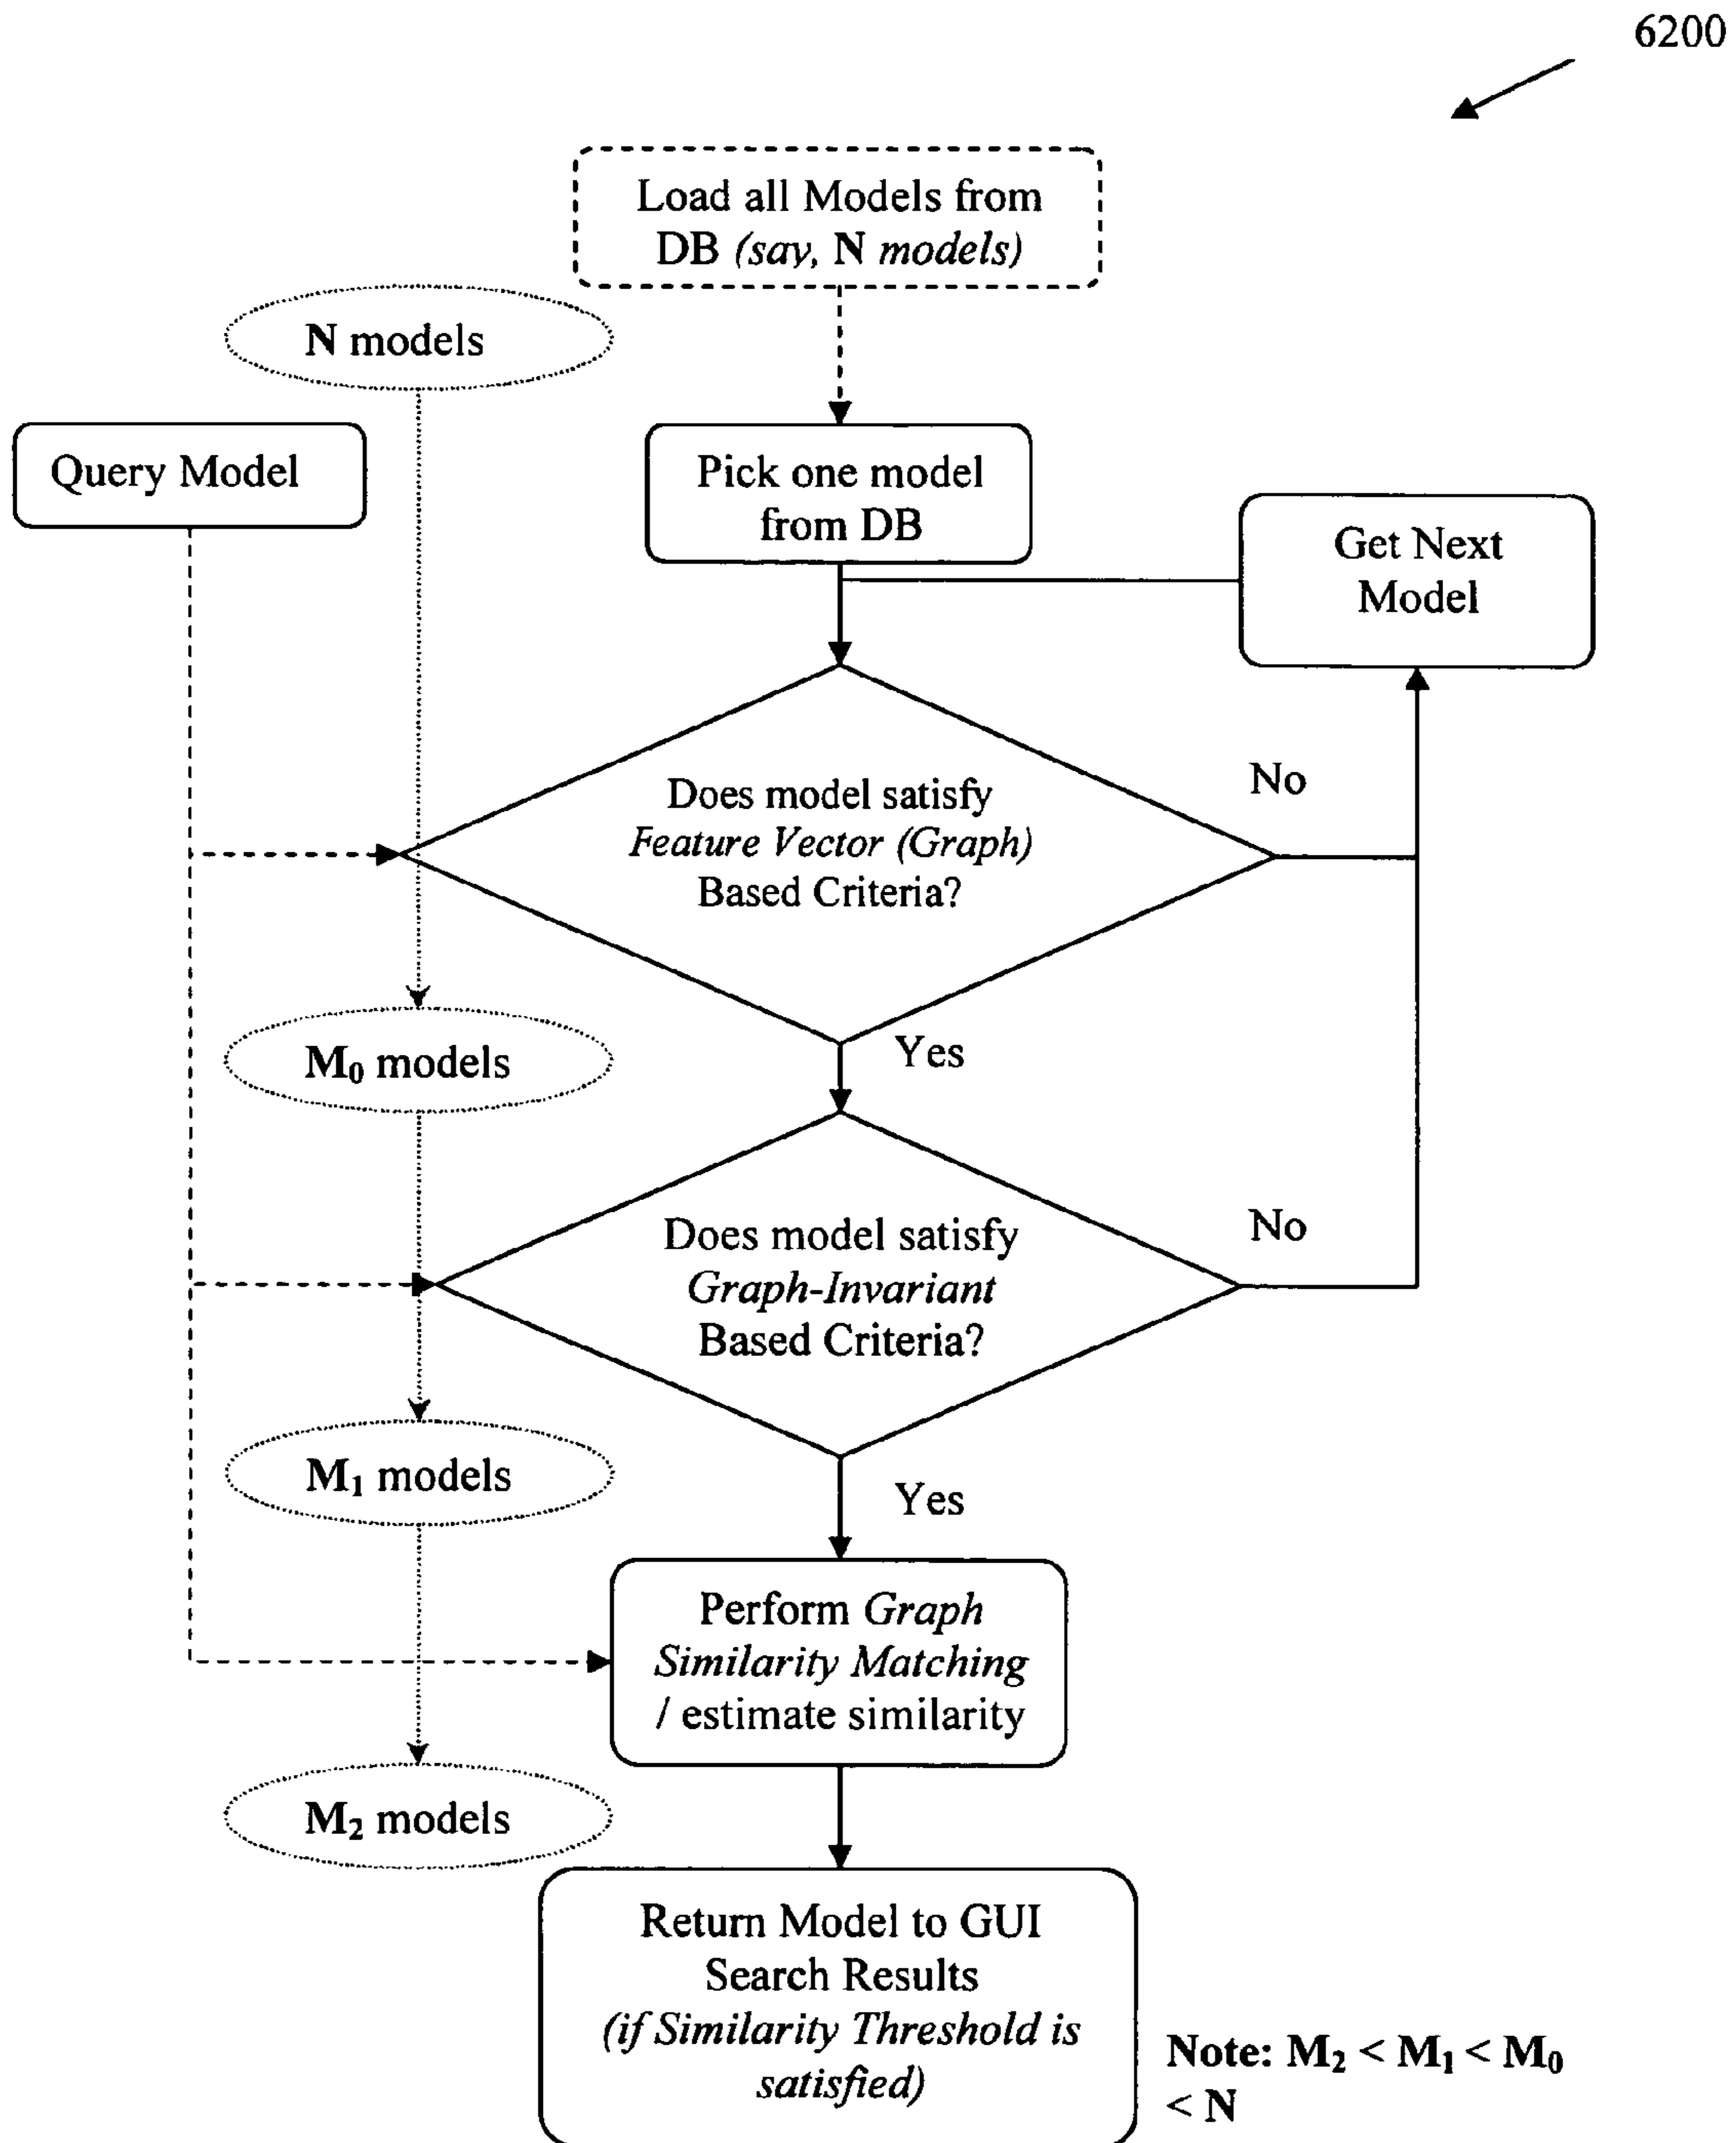 6200
Load all Models from
DB (say, N models)
N models
Query Model
Pick one model
from DB
Get Next
Model
Does model satisfy
Feature Vector (Graph)
Based Criteria?
No
M₀ models
Yes
Does model satisfy
Graph-Invariant
Based Criteria?
No
M₁ models
Yes
Perform Graph
Similarity Matching
/ estimate similarity
M₂ models
Return Model to GUI
Search Results
(if Similarity Threshold is
satisfied)
Note: M₂ < M₁ < M₀
< N